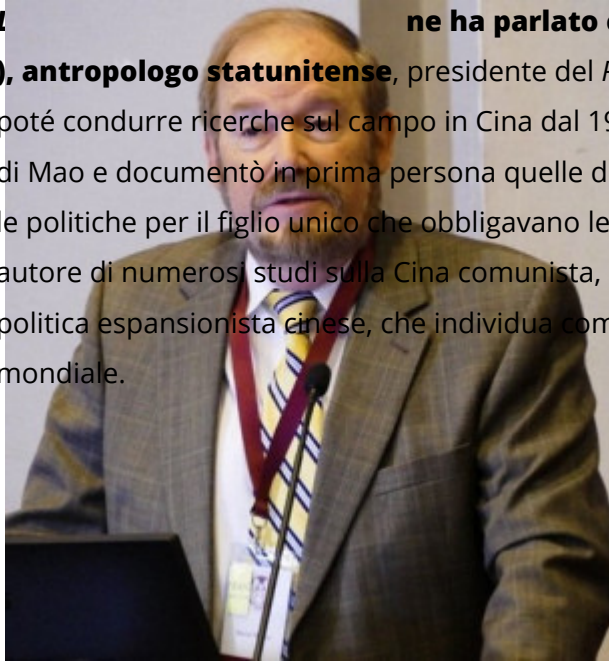 ne ha parlato
), antropologo statunitense, presidente del
poté condurre ricerche sul campo in Cina dal 19
di Mao e documentò in prima persona quelle d
le politiche per il figlio unico che obbligavano le
autore di numerosi studi sulla Cina comunista,
politica espansionista cinese, che individua com
mondiale.